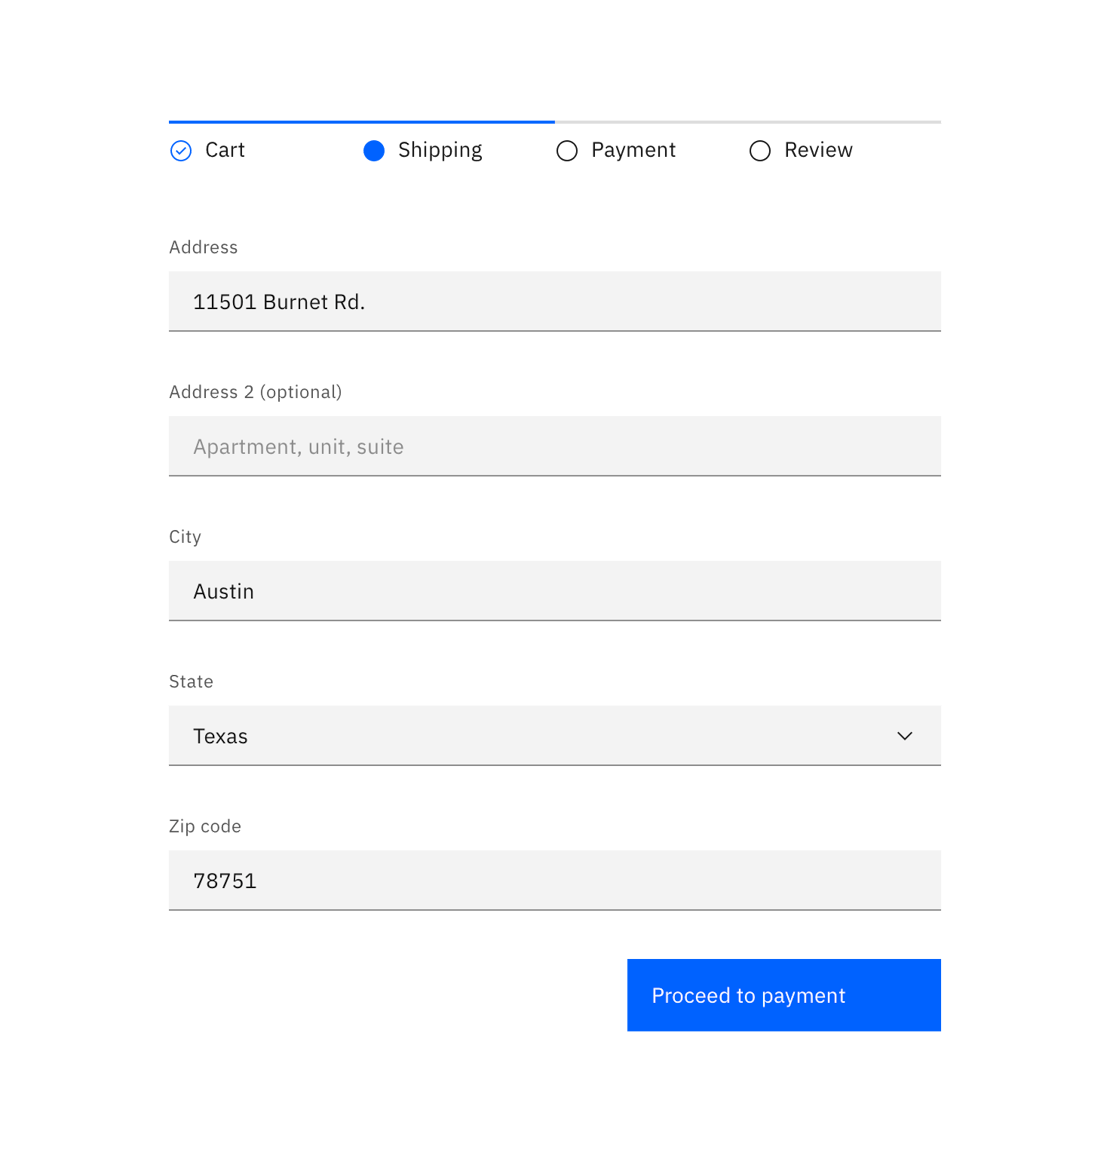 Cart Shipping Payment Review
Address
11501 Burnet Rd.
Address 2 (optional)
Apartment, unit, suite
City
Austin
State
Texas
Zip code
78751
Proceed to payment